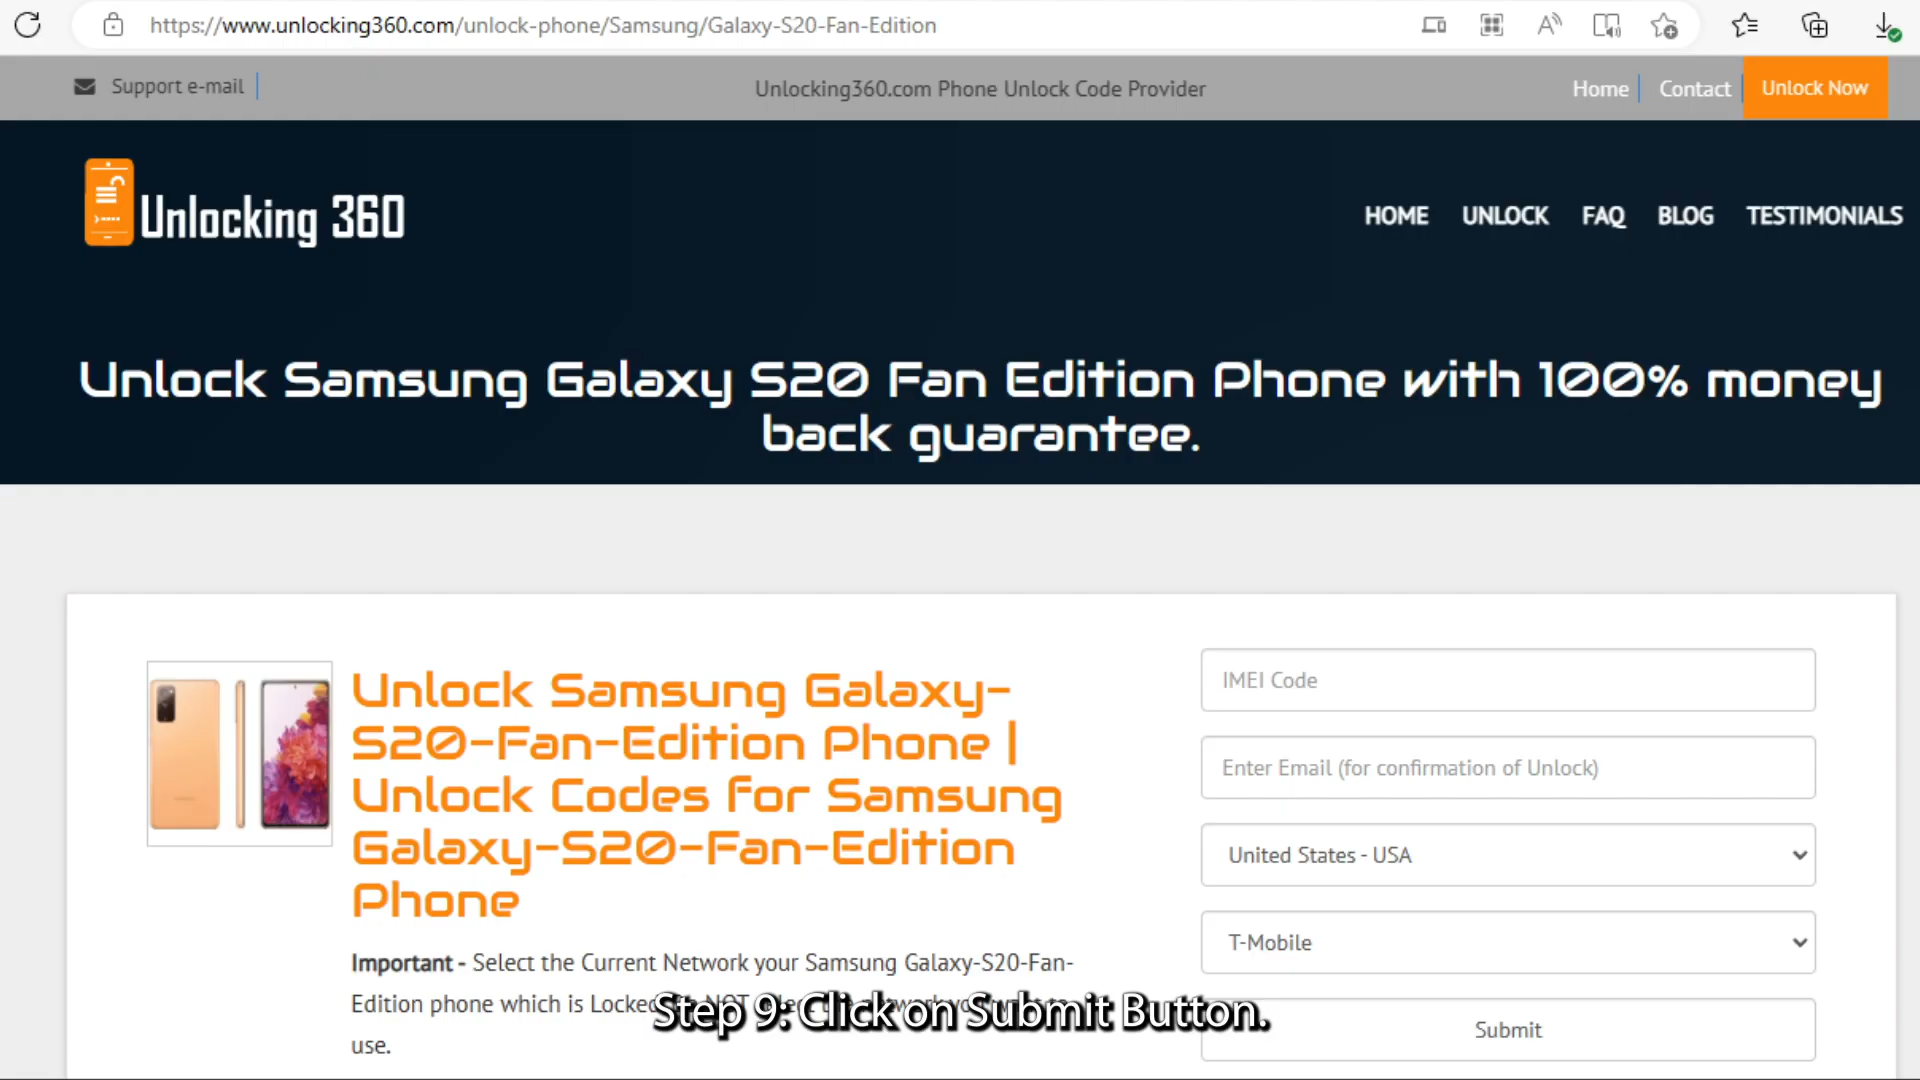 https://www.unlocking360.com/unlock-phone/Samsung/Galaxy-S20-Fan-Edition
Support e-mail
Unlocking360.com Phone Unlock Code Provider
Home
Contact
Unlock Now
Unlocking 360
HOME
UNLOCK
FAQ
BLOG
TESTIMONIALS
Unlock Samsung Galaxy S20 Fan Edition Phone with 100% money
back guarantee.
Unlock Samsung Galaxy-
S20-Fan-Edition Phone |
Unlock Codes for Samsung
Galaxy-S20-Fan-Edition
Phone
Important - Select the Current Network your Samsung Galaxy-S20-Fan-
Edition phone which is Locked
use.
IMEI Code
Enter Email (for confirmation of Unlock)
United States - USA
T-Mobile
Submit
Step 9: Click on Submit Button.